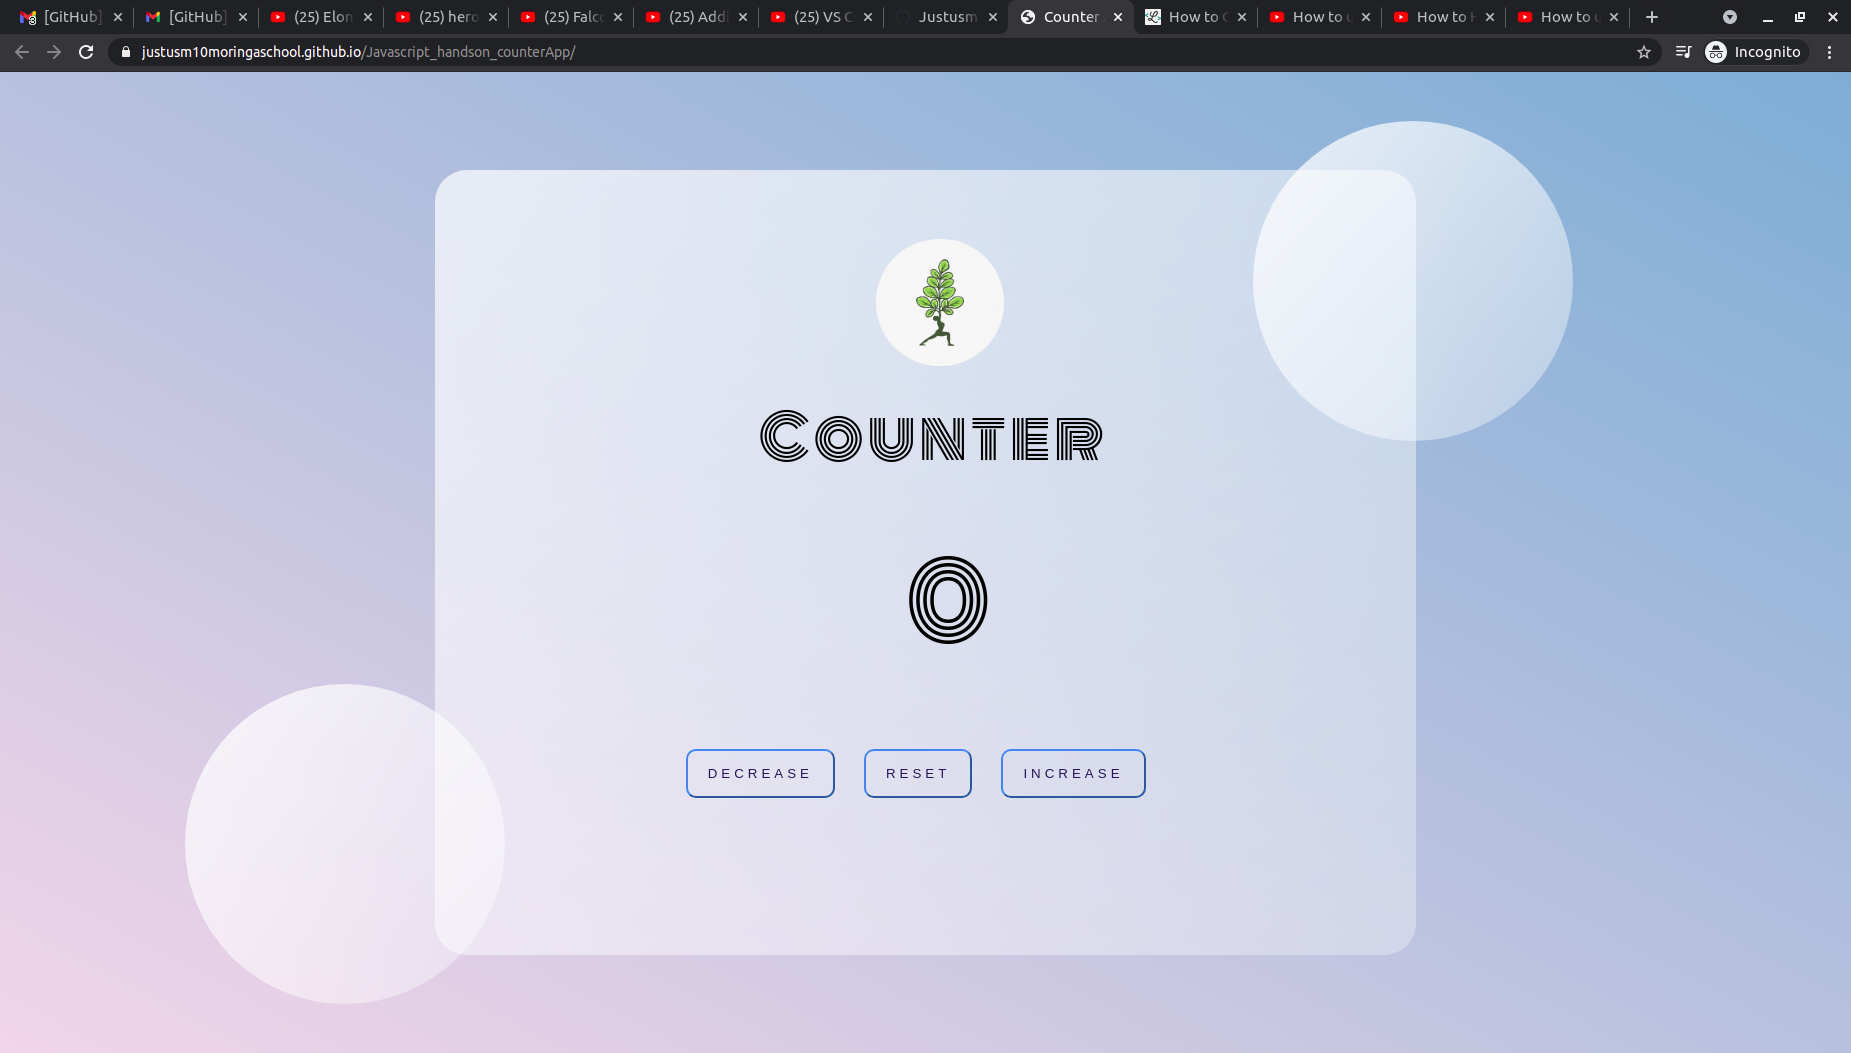 [GitHub]
[GitHub]
(25) Elon
(25) hero
(25) Falc
(25) Add
(25) VS C
Justusm
Counter
How to
How to
How to
How to
justusm10moringaschool.github.io/Javascript_handson_counterApp/
Incognito
COUNTER
0
DECREASE RESET INCREASE